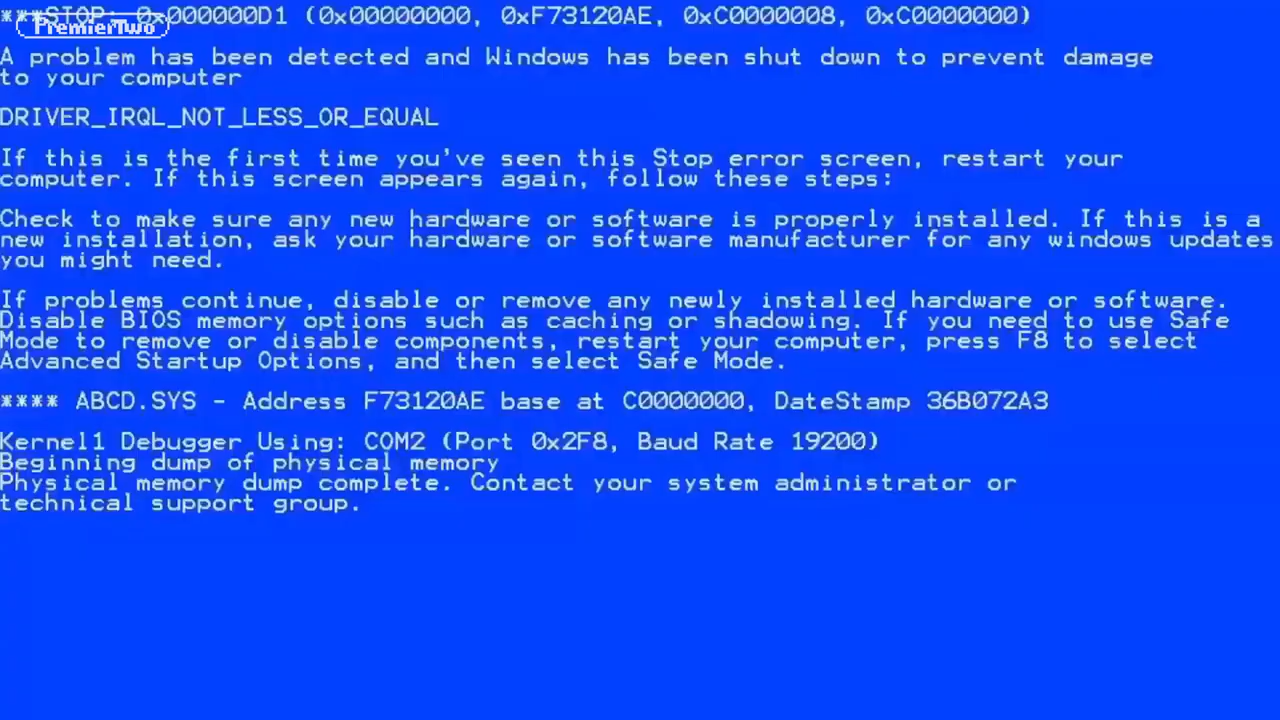 ***STOP: 0x000000D1 (0x00000000, 0xF73120AE, 0xC0000008, 0xC0000000)
PremierTwo
A problem has been detected and Windows has been shut down to prevent damage
to your computer
DRIVER_IRQL_NOT_LESS_OR_EQUAL
If this is the first time you've seen this Stop error screen, restart your
computer. If this screen appears again, follow these steps:
Check to make sure any new hardware or software is properly installed. If this is a
new installation, ask your hardware or software manufacturer for any windows updates
you might need.
If problems continue, disable or remove any newly installed hardware or software.
Disable BIOS memory options such as caching or shadowing. If you need to use Safe
Mode to remove or disable components, restart your computer, press F8 to select
Advanced Startup Options, and then select Safe Mode.
**** ABCD.SYS - Address F73120AE base at C0000000, DateStamp 36B072A3
Kernel1 Debugger Using: COM2 (Port 0x2F8, Baud Rate 19200)
Beginning dump of physical memory
Physical memory dump complete. Contact your system administrator or
technical support group.